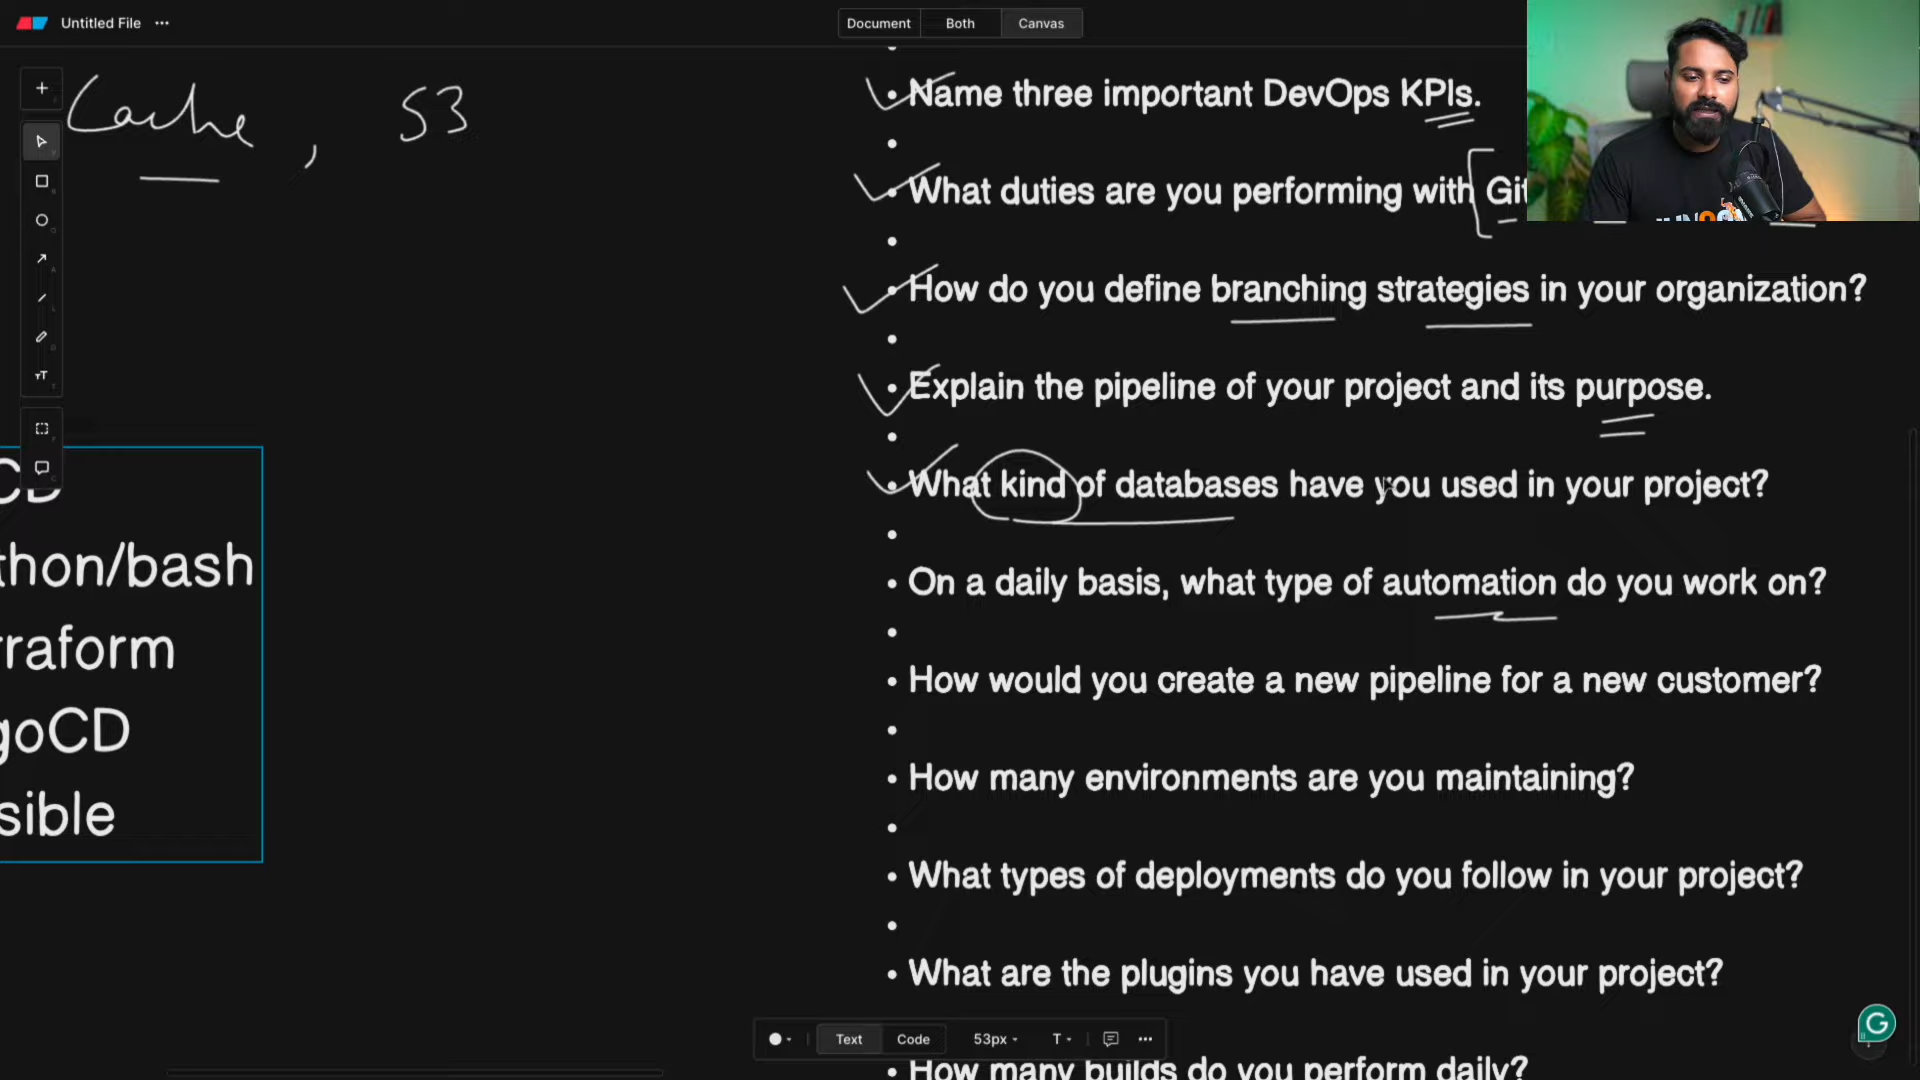 Untitled File
Document
Both
Canvas
Cache, S3
• Name three important DevOps KPIs.
• What duties are you performing with Git
• How do you define branching strategies in your organization?
• Explain the pipeline of your project and its purpose.
• What kind of databases have you used in your project?
CD
thon/bash
• On a daily basis, what type of automation do you work on?
rraform
• How would you create a new pipeline for a new customer?
goCD
• How many environments are you maintaining?
sible
• What types of deployments do you follow in your project?
• What are the plugins you have used in your project?
Text
Code
53px
T
• How many builds do you perform daily?